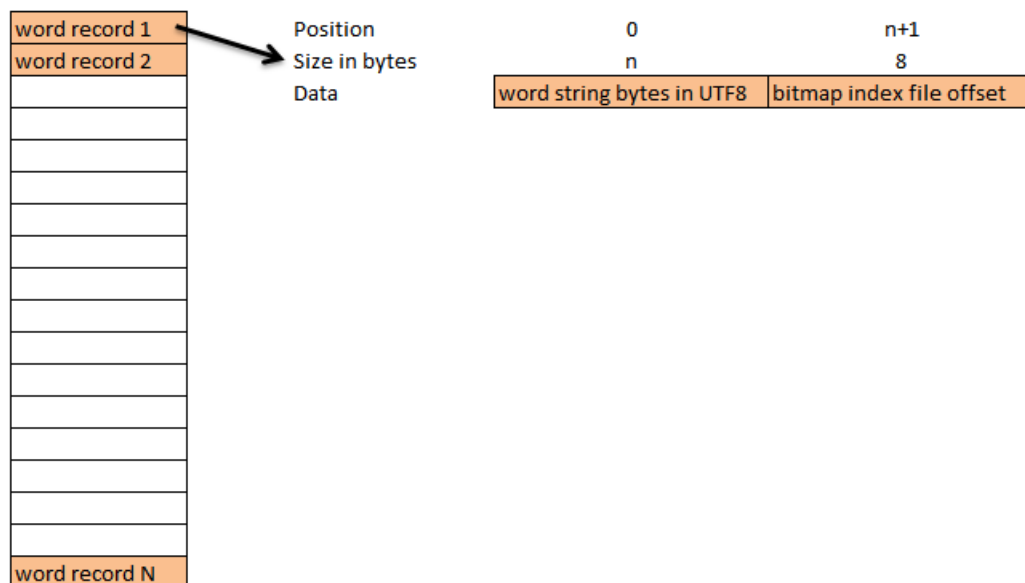 word record 1 Position 0 n+1
word record 2 Size in bytes n 8
Data word string bytes in UTF8 bitmap index file offset
word record N